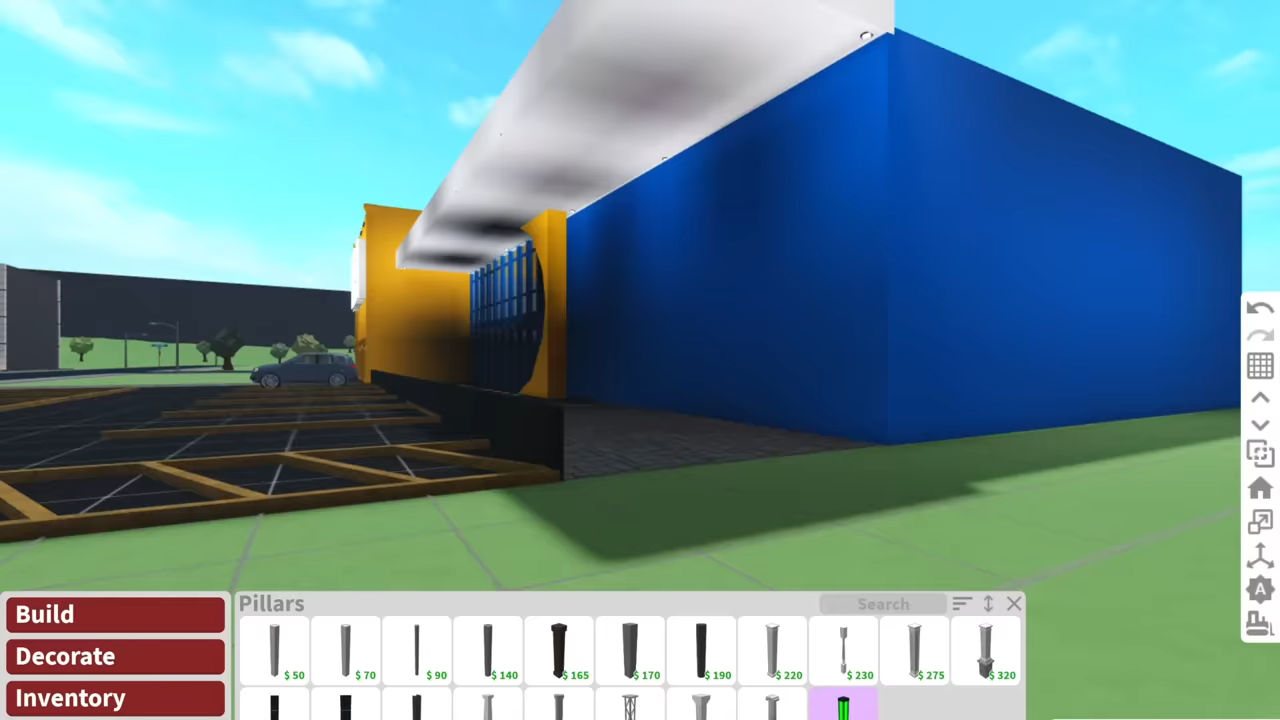 Build
Decorate
Inventory
Pillars
Search
$ 50
$ 70
$ 90
$ 140
$ 165
$ 170
$ 190
$ 220
$ 230
$ 275
$ 320
A